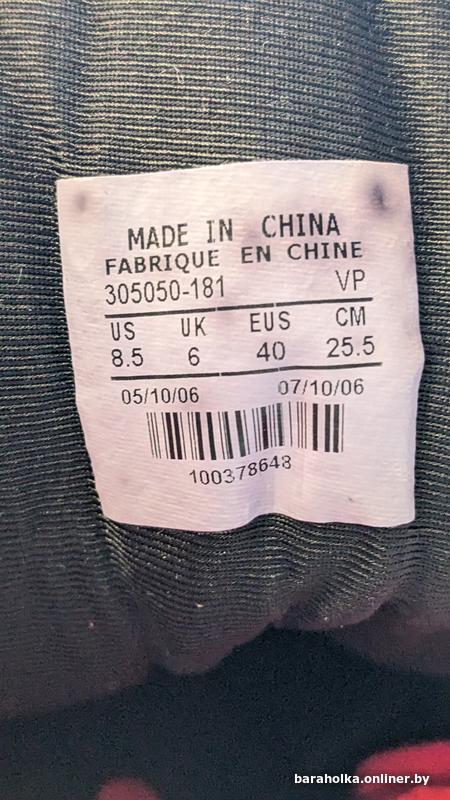 MADE IN CHINA
FABRIQUE EN CHINE
305050-181 VP
US UK EUS CM
8.5 6 40 25.5
05/10/06 07/10/06
100378648
baraholka.onliner.by